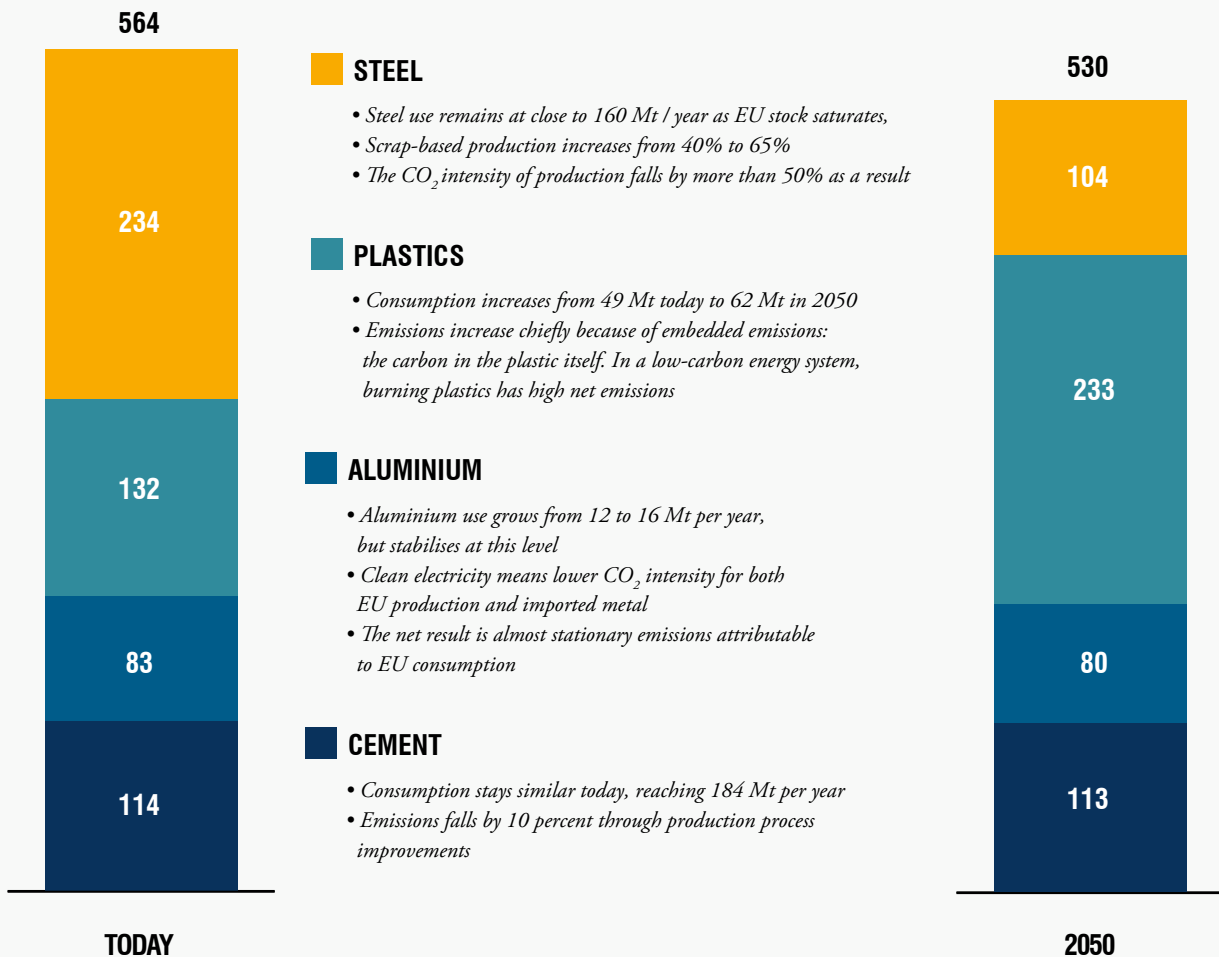 564
234
132
83
114
TODAY
STEEL
• Steel use remains at close to 160 Mt / year as EU stock saturates,
• Scrap-based production increases from 40% to 65%
• The CO₂ intensity of production falls by more than 50% as a result
PLASTICS
• Consumption increases from 49 Mt today to 62 Mt in 2050
• Emissions increase chiefly because of embedded emissions:
the carbon in the plastic itself. In a low-carbon energy system,
burning plastics has high net emissions
ALUMINIUM
• Aluminium use grows from 12 to 16 Mt per year,
but stabilises at this level
• Clean electricity means lower CO₂ intensity for both
EU production and imported metal
• The net result is almost stationary emissions attributable
to EU consumption
CEMENT
• Consumption stays similar today, reaching 184 Mt per year
• Emissions falls by 10 percent through production process
improvements
530
104
233
80
113
2050